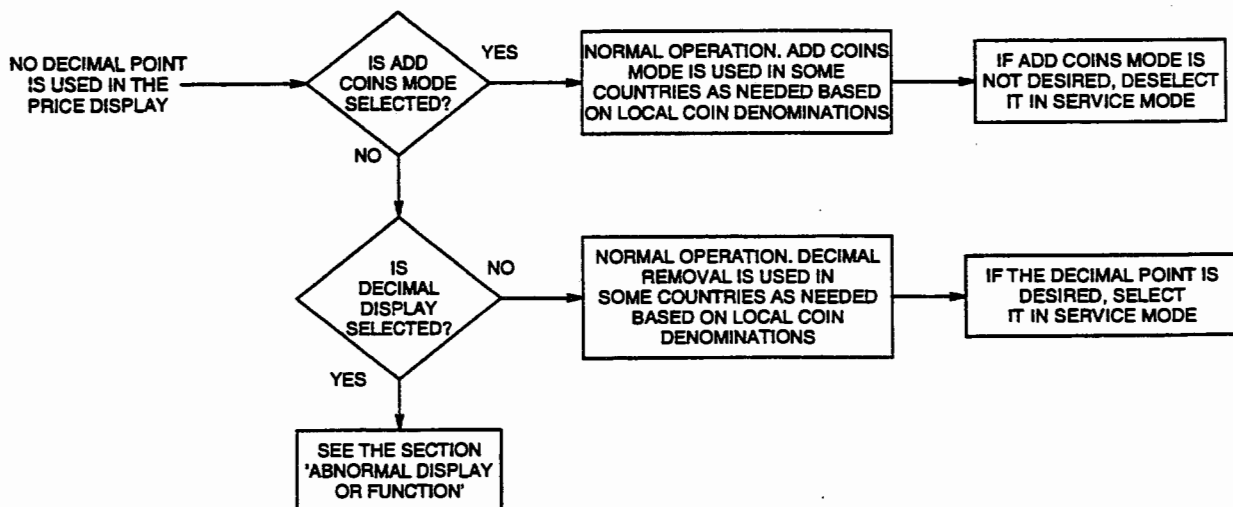 NO DECIMAL POINT
IS USED IN THE
PRICE DISPLAY
IS ADD
COINS MODE
SELECTED?
YES
NORMAL OPERATION. ADD COINS
MODE IS USED IN SOME
COUNTRIES AS NEEDED BASED
ON LOCAL COIN DENOMINATIONS
IF ADD COINS MODE IS
NOT DESIRED, DESELECT
IT IN SERVICE MODE
NO
IS
DECIMAL
DISPLAY
SELECTED?
NO
NORMAL OPERATION. DECIMAL
REMOVAL IS USED IN
SOME COUNTRIES AS NEEDED
BASED ON LOCAL COIN
DENOMINATIONS
IF THE DECIMAL POINT IS
DESIRED, SELECT
IT IN SERVICE MODE
YES
SEE THE SECTION
'ABNORMAL DISPLAY
OR FUNCTION'